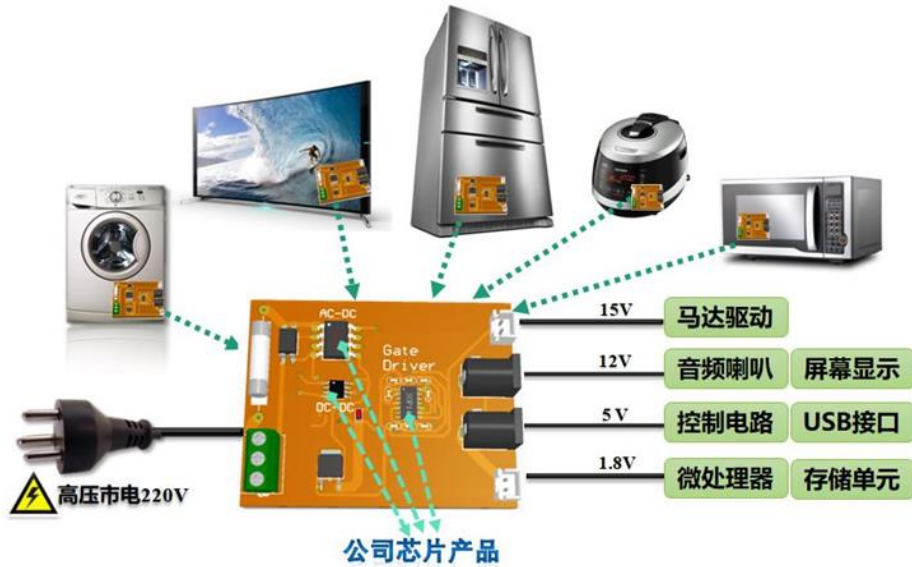 AC-DC
Gate
Driver
DC-DC
15V
马达驱动
12V
音频喇叭
屏幕显示
5V
控制电路
USB接口
1.8V
微处理器
存储单元
高压市电220V
公司芯片产品